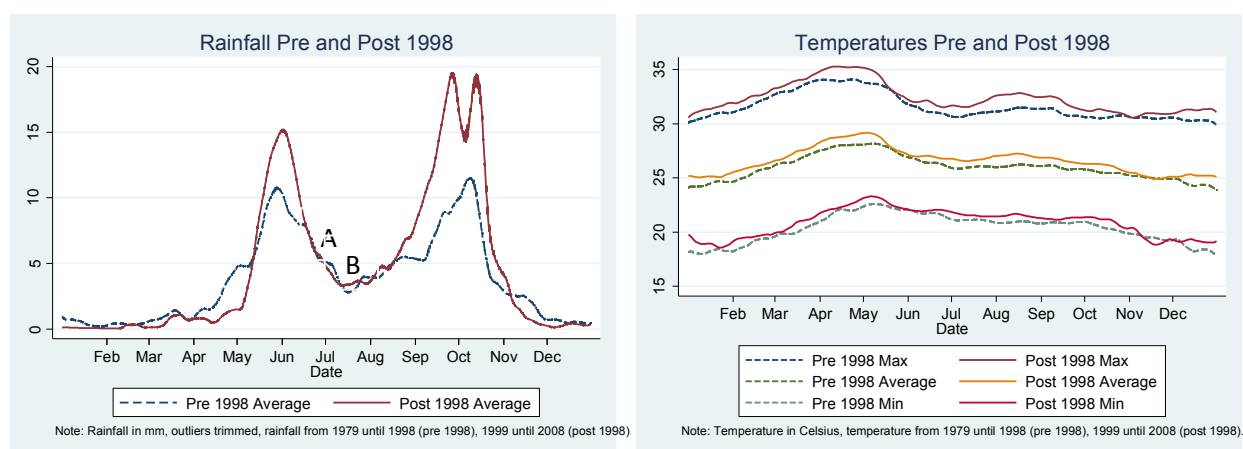 Rainfall Pre and Post 1998
20
15
10
5
0
A
B
Feb Mar Apr May Jun Jul Aug Sep Oct Nov Dec
Date
Pre 1998 Average Post 1998 Average
Note: Rainfall in mm, outliers trimmed, rainfall from 1979 until 1998 (pre 1998), 1999 until 2008 (post 1998).
Temperatures Pre and Post 1998
35
30
25
20
15
Feb Mar Apr May Jun Jul Aug Sep Oct Nov Dec
Date
Pre 1998 Max Post 1998 Max
Pre 1998 Average Post 1998 Average
Pre 1998 Min Post 1998 Min
Note: Temperature in Celsius, temperature from 1979 until 1998 (pre 1998), 1999 until 2008 (post 1998).